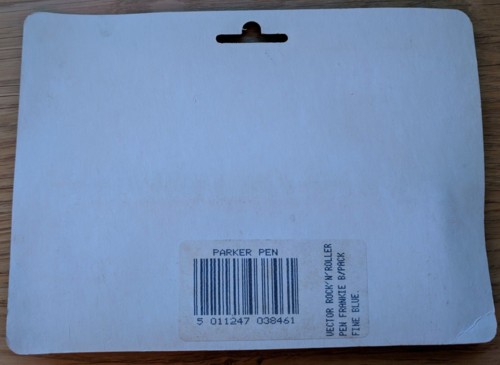 PARKER PEN
5 011247 038461
VECTOR ROCK'N'ROLLER
PEN FRANKIE B/PACK
FINE BLUE.